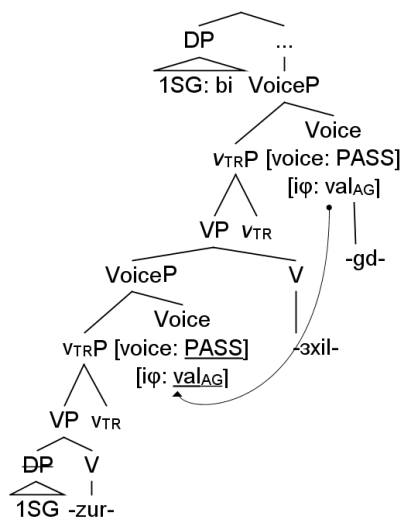 DP ...
1SG: bi VoiceP
Voice
vTRP [voice: PASS]
[iφ: valAG]
VP vTR
-gd-
VoiceP V
Voice
vTRP [voice: PASS] -зxil-
[iφ: valAG]
VP vTR
DP V
1SG -zur-